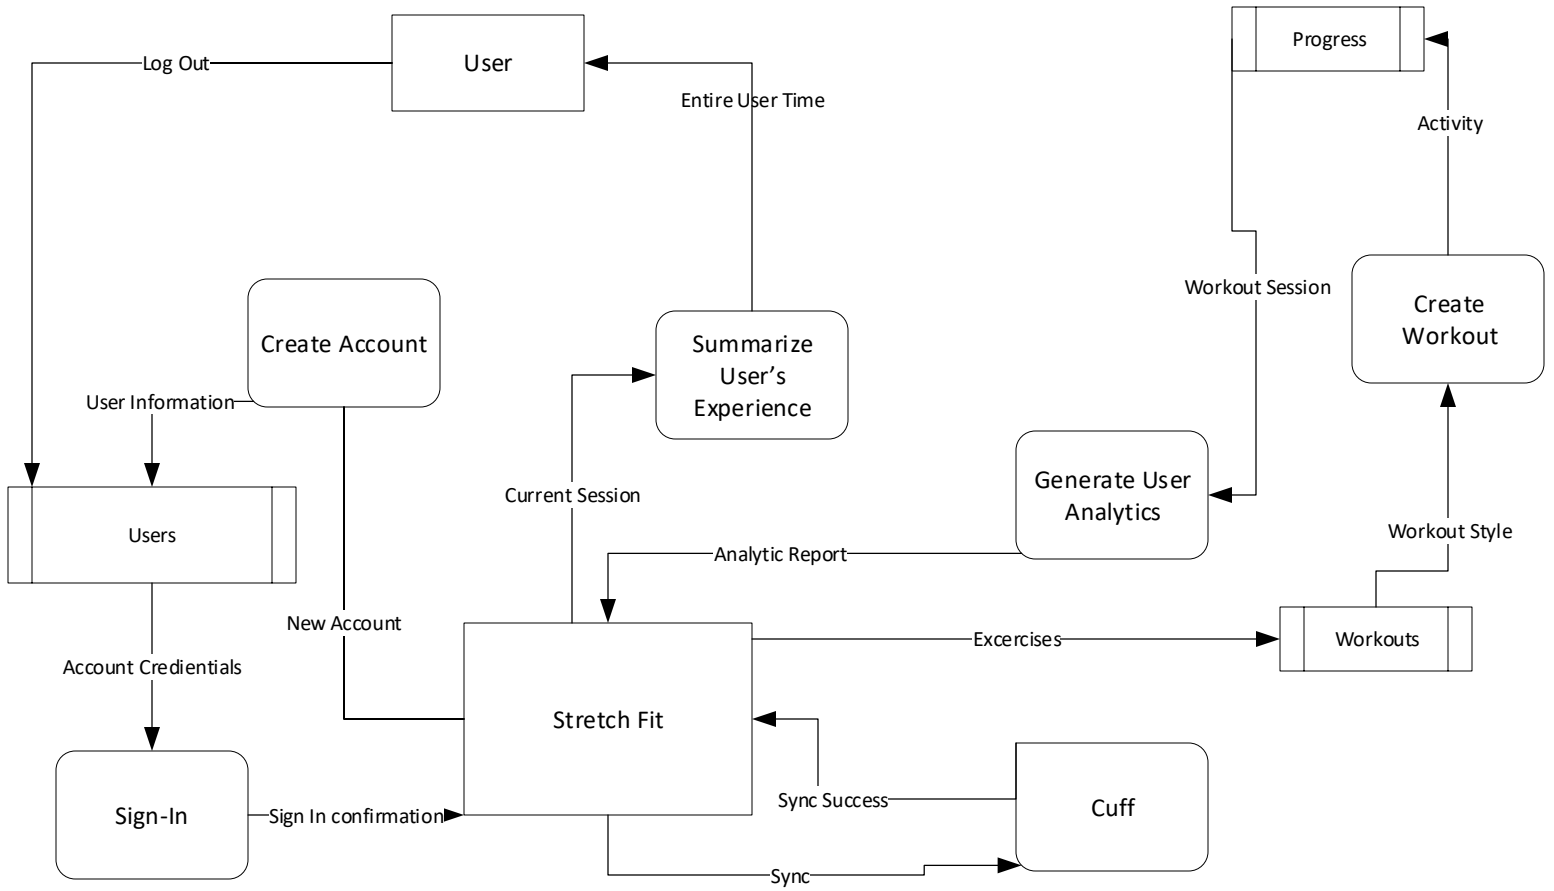 Progress
Log Out
User
Entire User Time
Activity
Workout Session
Create Account
Summarize
User’s
Experience
Create
Workout
User Information
Current Session
Generate User
Analytics
Users
Workout Style
Analytic Report
New Account
Excercises
Workouts
Account Credientials
Stretch Fit
Sync Success
Cuff
Sign-In
Sign In confirmation
Sync